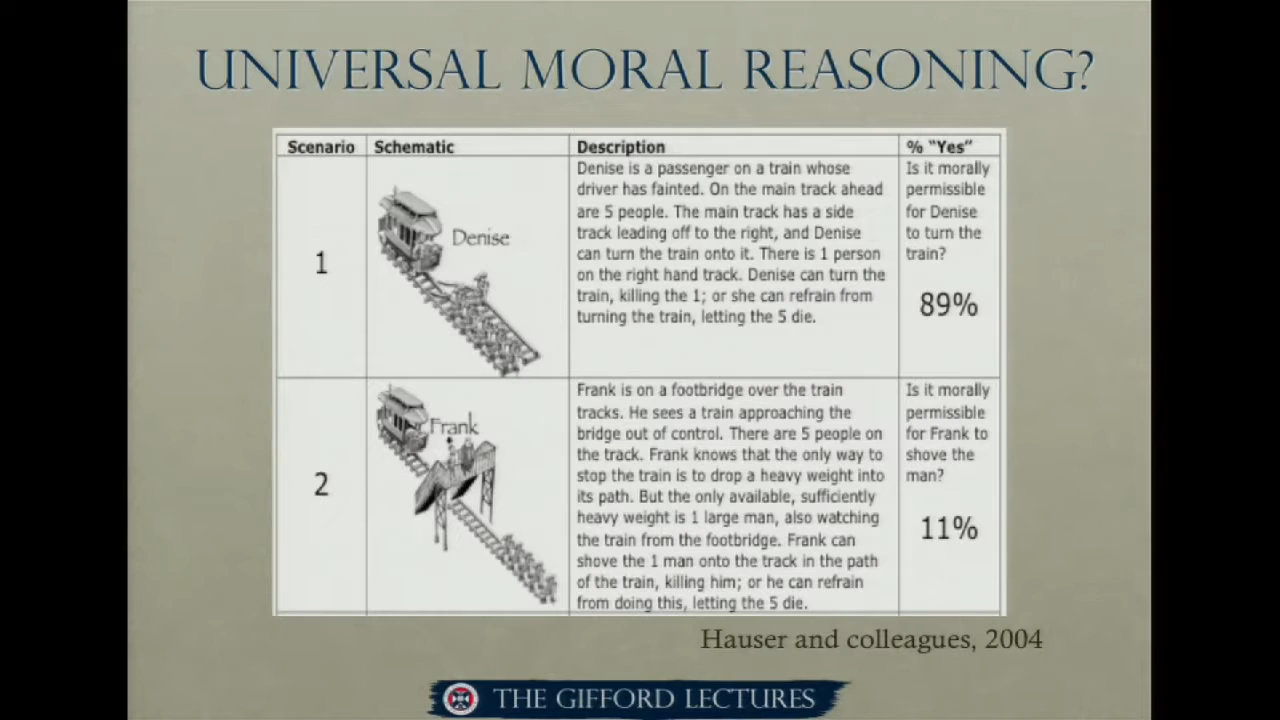 UNIVERSAL MORAL REASONING?
Scenario
Schematic
Description
% "Yes"
1
Denise
Denise is a passenger on a train whose
driver has fainted. On the main track ahead
are 5 people. The main track has a side
track leading off to the right, and Denise
can turn the train onto it. There is 1 person
on the right hand track. Denise can turn the
train, killing the 1; or she can refrain from
turning the train, letting the 5 die.
Is it morally
permissible
for Denise
to turn the
train?
89%
2
Frank
Frank is on a footbridge over the train
tracks. He sees a train approaching the
bridge out of control. There are 5 people on
the track. Frank knows that the only way to
stop the train is to drop a heavy weight into
its path. But the only available, sufficiently
heavy weight is 1 large man, also watching
the train from the footbridge. Frank can
shove the 1 man onto the track in the path
of the train, killing him; or he can refrain
from doing this, letting the 5 die.
Is it morally
permissible
for Frank to
shove the
man?
11%
Hauser and colleagues, 2004
THE GIFFORD LECTURES